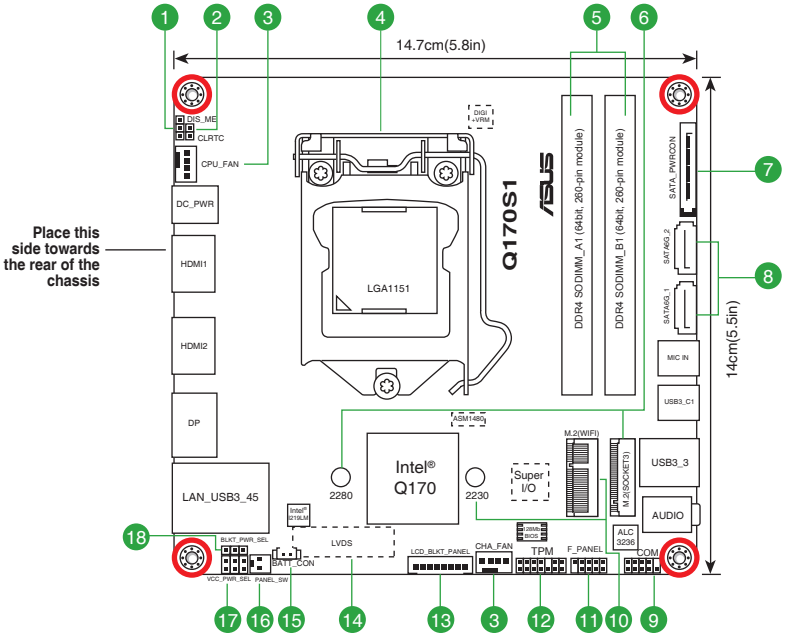 1
2
3
4
5
6
14.7cm(5.8in)
DIS_ME
CLRTC
CPU_FAN
DC_PWR
Place this
side towards
the rear of the
chassis
HDMI1
HDMI2
DP
LAN_USB3_45
DIGI
+VRM
LGA1151
Q170S1
ASUS
DDR4 SODIMM_A1 (64bit, 260-pin module)
DDR4 SODIMM_B1 (64bit, 260-pin module)
SATA_PWRCON
7
SATA6G_2
8
SATA6G_1
14cm(5.5in)
MIC IN
USB3_C1
ASM1480
M.2(WIFI)
M.2(SOCKET3)
USB3_3
Intel®
Q170
2280
2230
Super
I/O
AUDIO
Intel®
I219LM
LVDS
128Mb
BIOS
ALC
3236
18
BLKT_PWR_SEL
BATT_CON
LCD_BLKT_PANEL
CHA_FAN
TPM
F_PANEL
COM
VCC_PWR_SEL
PANEL_SW
17
16
15
14
13
3
12
11
10
9